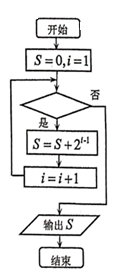 开始
S=0,i=1
否
是
S=S+2^{i-1}
i=i+1
输出S
结束